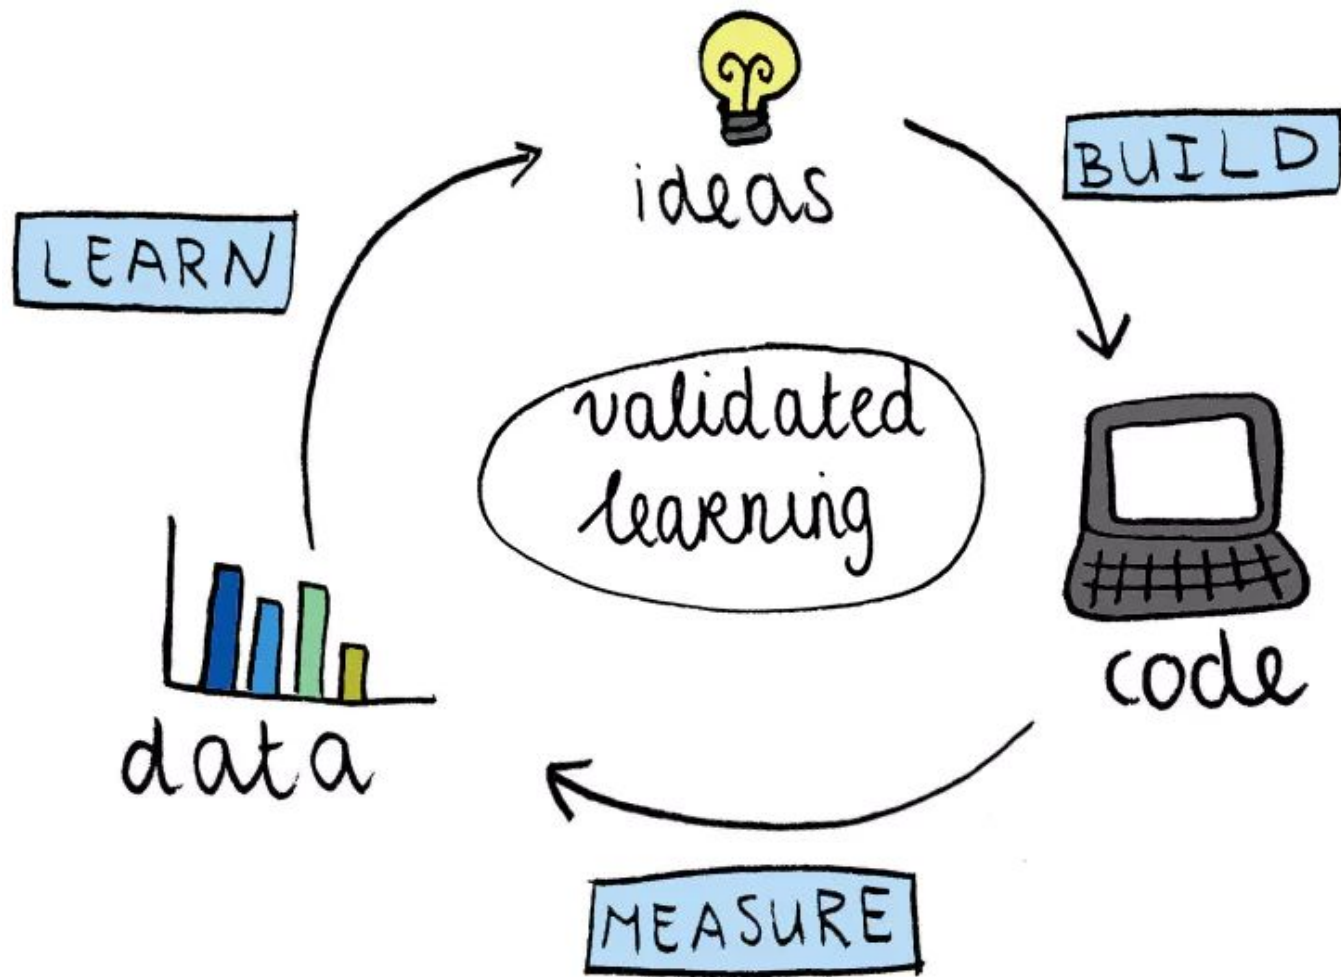 ideas
BUILD
LEARN
validated
learning
code
data
MEASURE